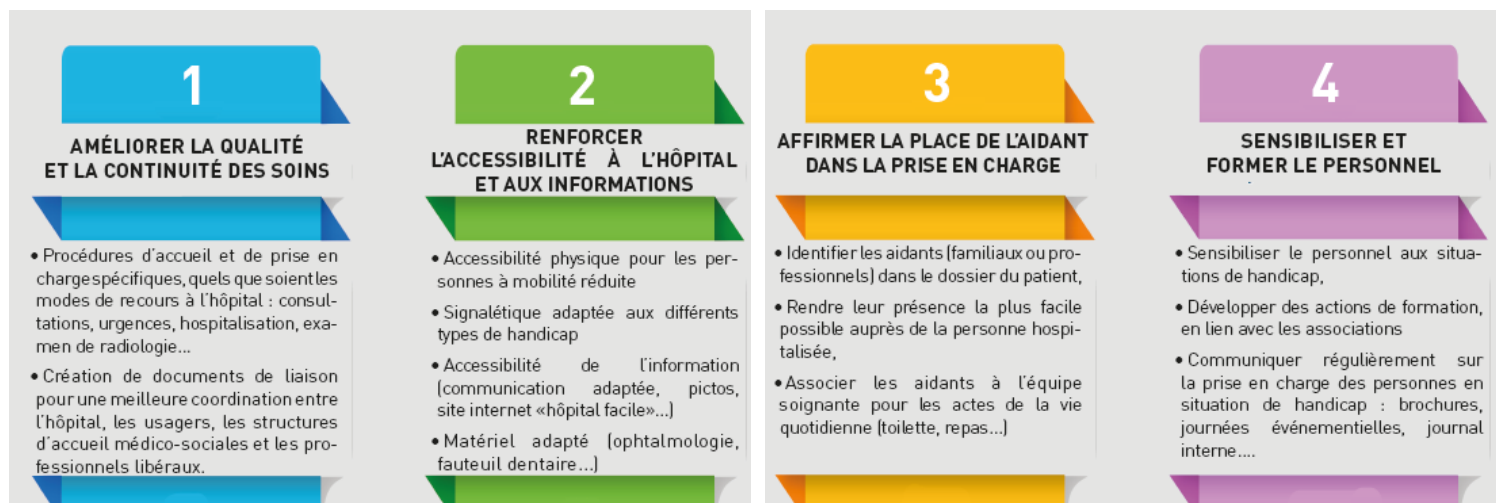 1
AMÉLIORER LA QUALITÉ
ET LA CONTINUITÉ DES SOINS
• Procédures d'accueil et de prise en
charge spécifiques, quels que soient les
modes de recours à l'hôpital : consul-
tations, urgences, hospitalisation, exa-
men de radiologie...
• Création de documents de liaison
pour une meilleure coordination entre
l'hôpital, les usagers, les structures
d'accueil médico-sociales et les pro-
fessionnels libéraux.
2
RENFORCER
L'ACCESSIBILITÉ À L'HÔPITAL
ET AUX INFORMATIONS
• Accessibilité physique pour les per-
sonnes à mobilité réduite
• Signalétique adaptée aux différents
types de handicap
• Accessibilité de l'information
(communication adaptée, pictos,
site internet «hôpital facile»...)
• Matériel adapté (ophtalmologie,
fauteuil dentaire...)
3
AFFIRMER LA PLACE DE L'AIDANT
DANS LA PRISE EN CHARGE
• Identifier les aidants (familiaux ou pro-
fessionnels) dans le dossier du patient,
• Rendre leur présence la plus facile
possible auprès de la personne hospi-
talisée,
• Associer les aidants à l'équipe
soignante pour les actes de la vie
quotidienne (toilette, repas...)
4
SENSIBILISER ET
FORMER LE PERSONNEL
• Sensibiliser le personnel aux situa-
tions de handicap,
• Développer des actions de formation,
en lien avec les associations
• Communiquer régulièrement sur
la prise en charge des personnes en
situation de handicap : brochures,
journées événementielles, journal
interne....